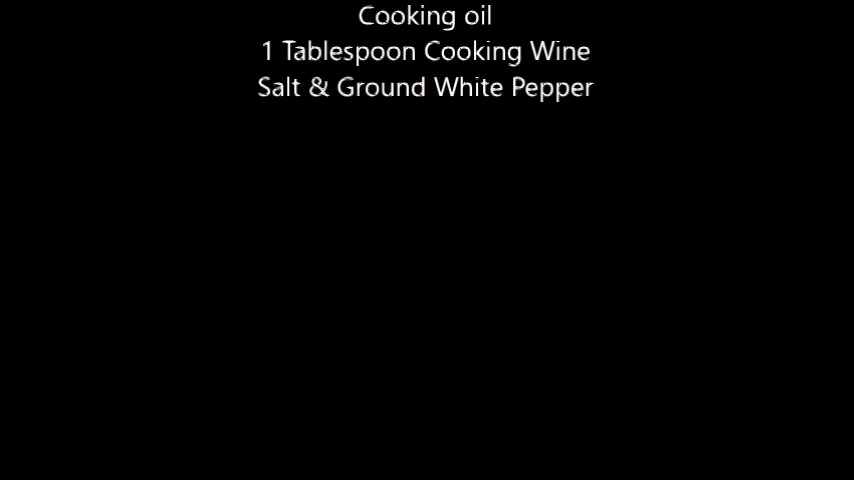 Cooking oil
1 Tablespoon Cooking Wine
Salt & Ground White Pepper